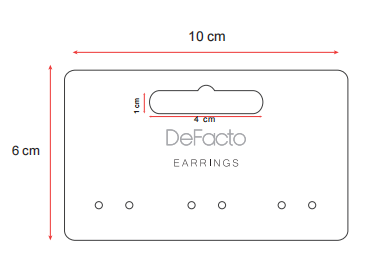 10 cm
1 cm
4 cm
6 cm
DeFacto
EARRINGS